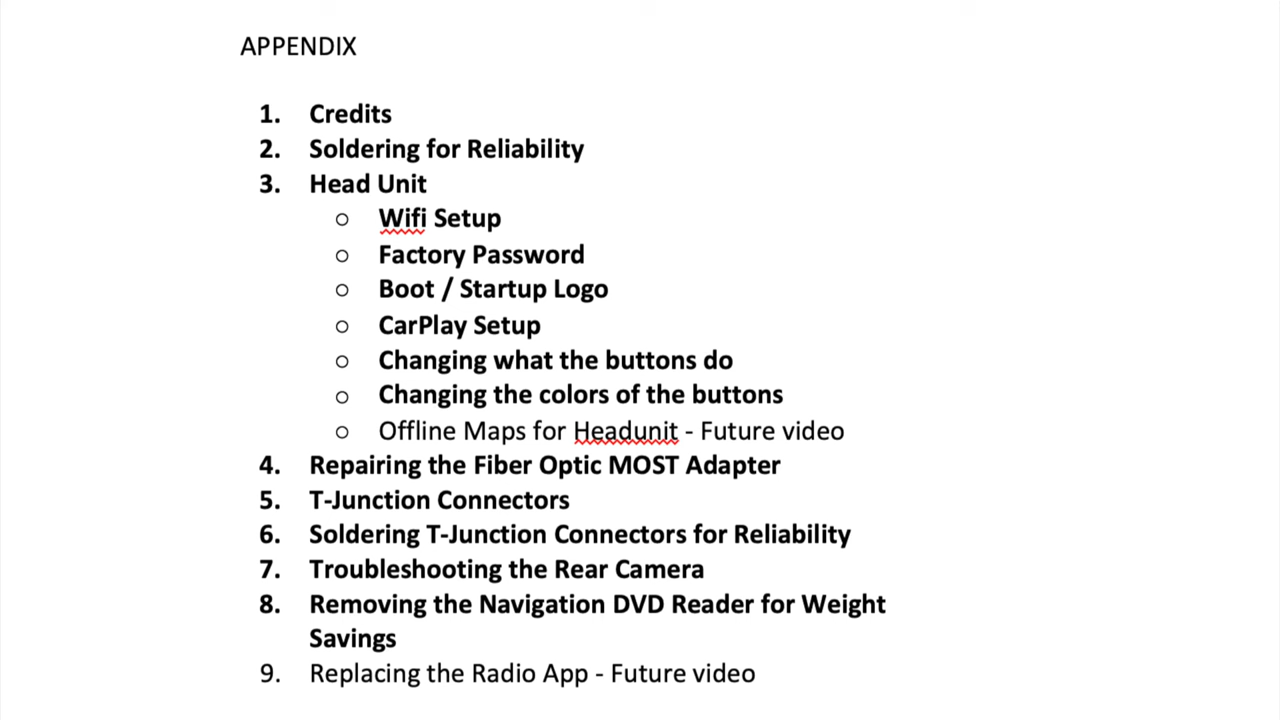 APPENDIX
1. Credits
2. Soldering for Reliability
3. Head Unit
○ Wifi Setup
○ Factory Password
○ Boot / Startup Logo
○ CarPlay Setup
○ Changing what the buttons do
○ Changing the colors of the buttons
○ Offline Maps for Headunit - Future video
4. Repairing the Fiber Optic MOST Adapter
5. T-Junction Connectors
6. Soldering T-Junction Connectors for Reliability
7. Troubleshooting the Rear Camera
8. Removing the Navigation DVD Reader for Weight
Savings
9. Replacing the Radio App - Future video